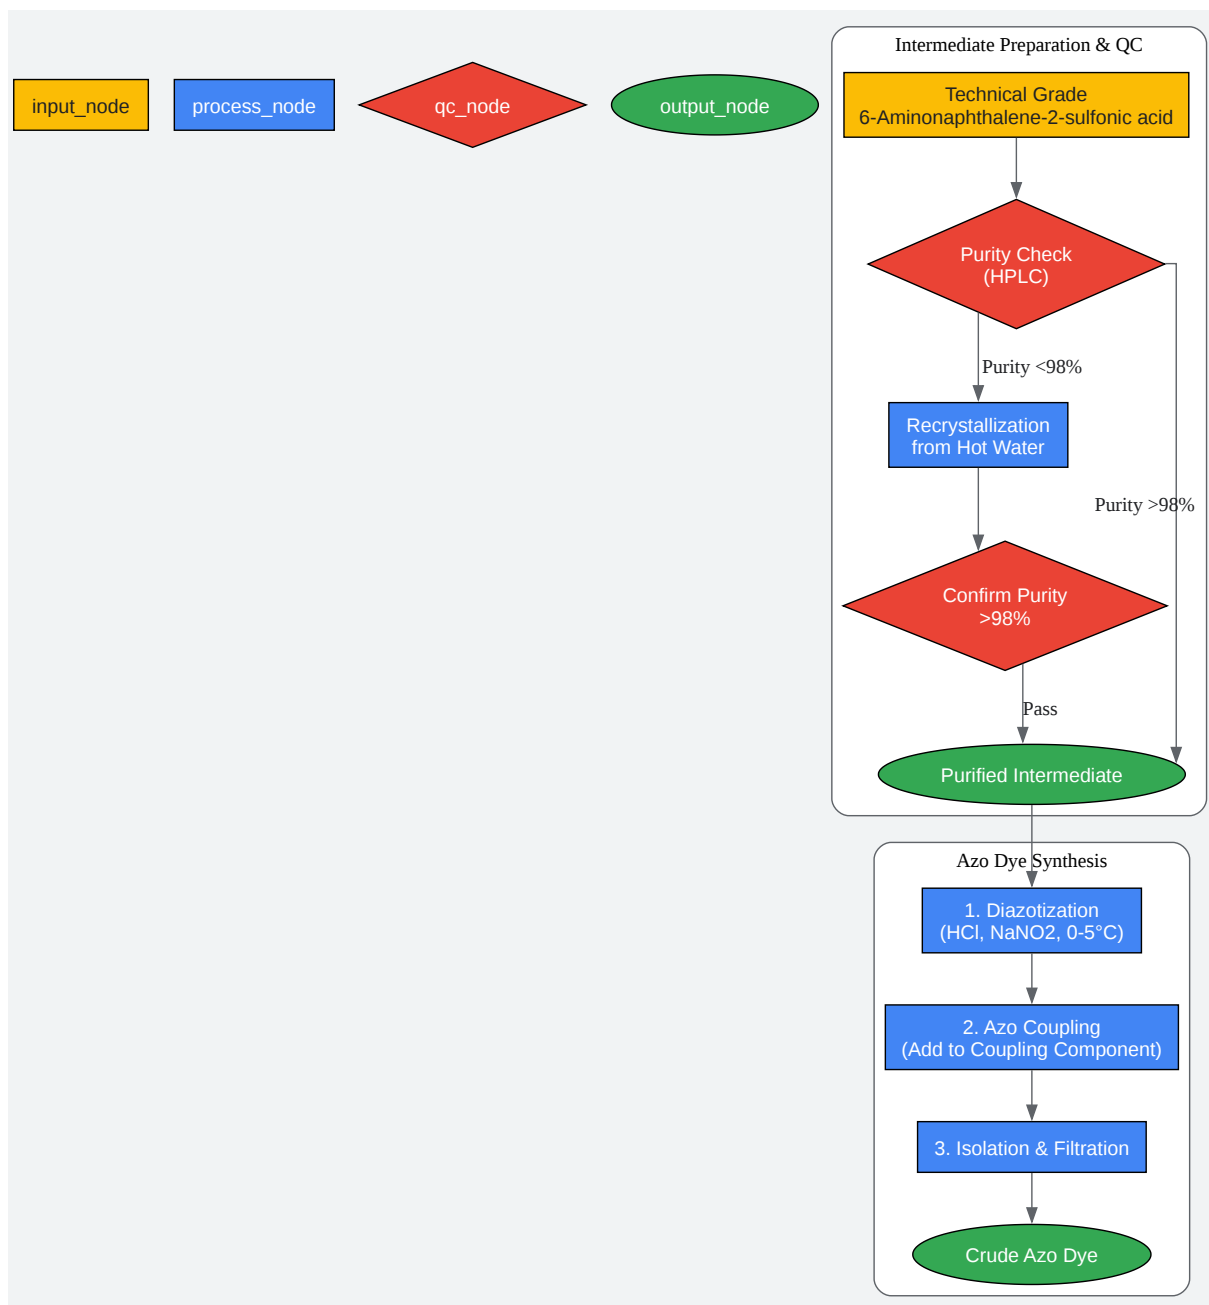 input_node
process_node
qc_node
output_node
Intermediate Preparation & QC
Technical Grade
6-Aminonaphthalene-2-sulfonic acid
Purity Check
(HPLC)
Purity <98%
Recrystallization
from Hot Water
Purity >98%
Confirm Purity
>98%
Pass
Purified Intermediate
Azo Dye Synthesis
1. Diazotization
(HCl, NaNO2, 0-5°C)
2. Azo Coupling
(Add to Coupling Component)
3. Isolation & Filtration
Crude Azo Dye